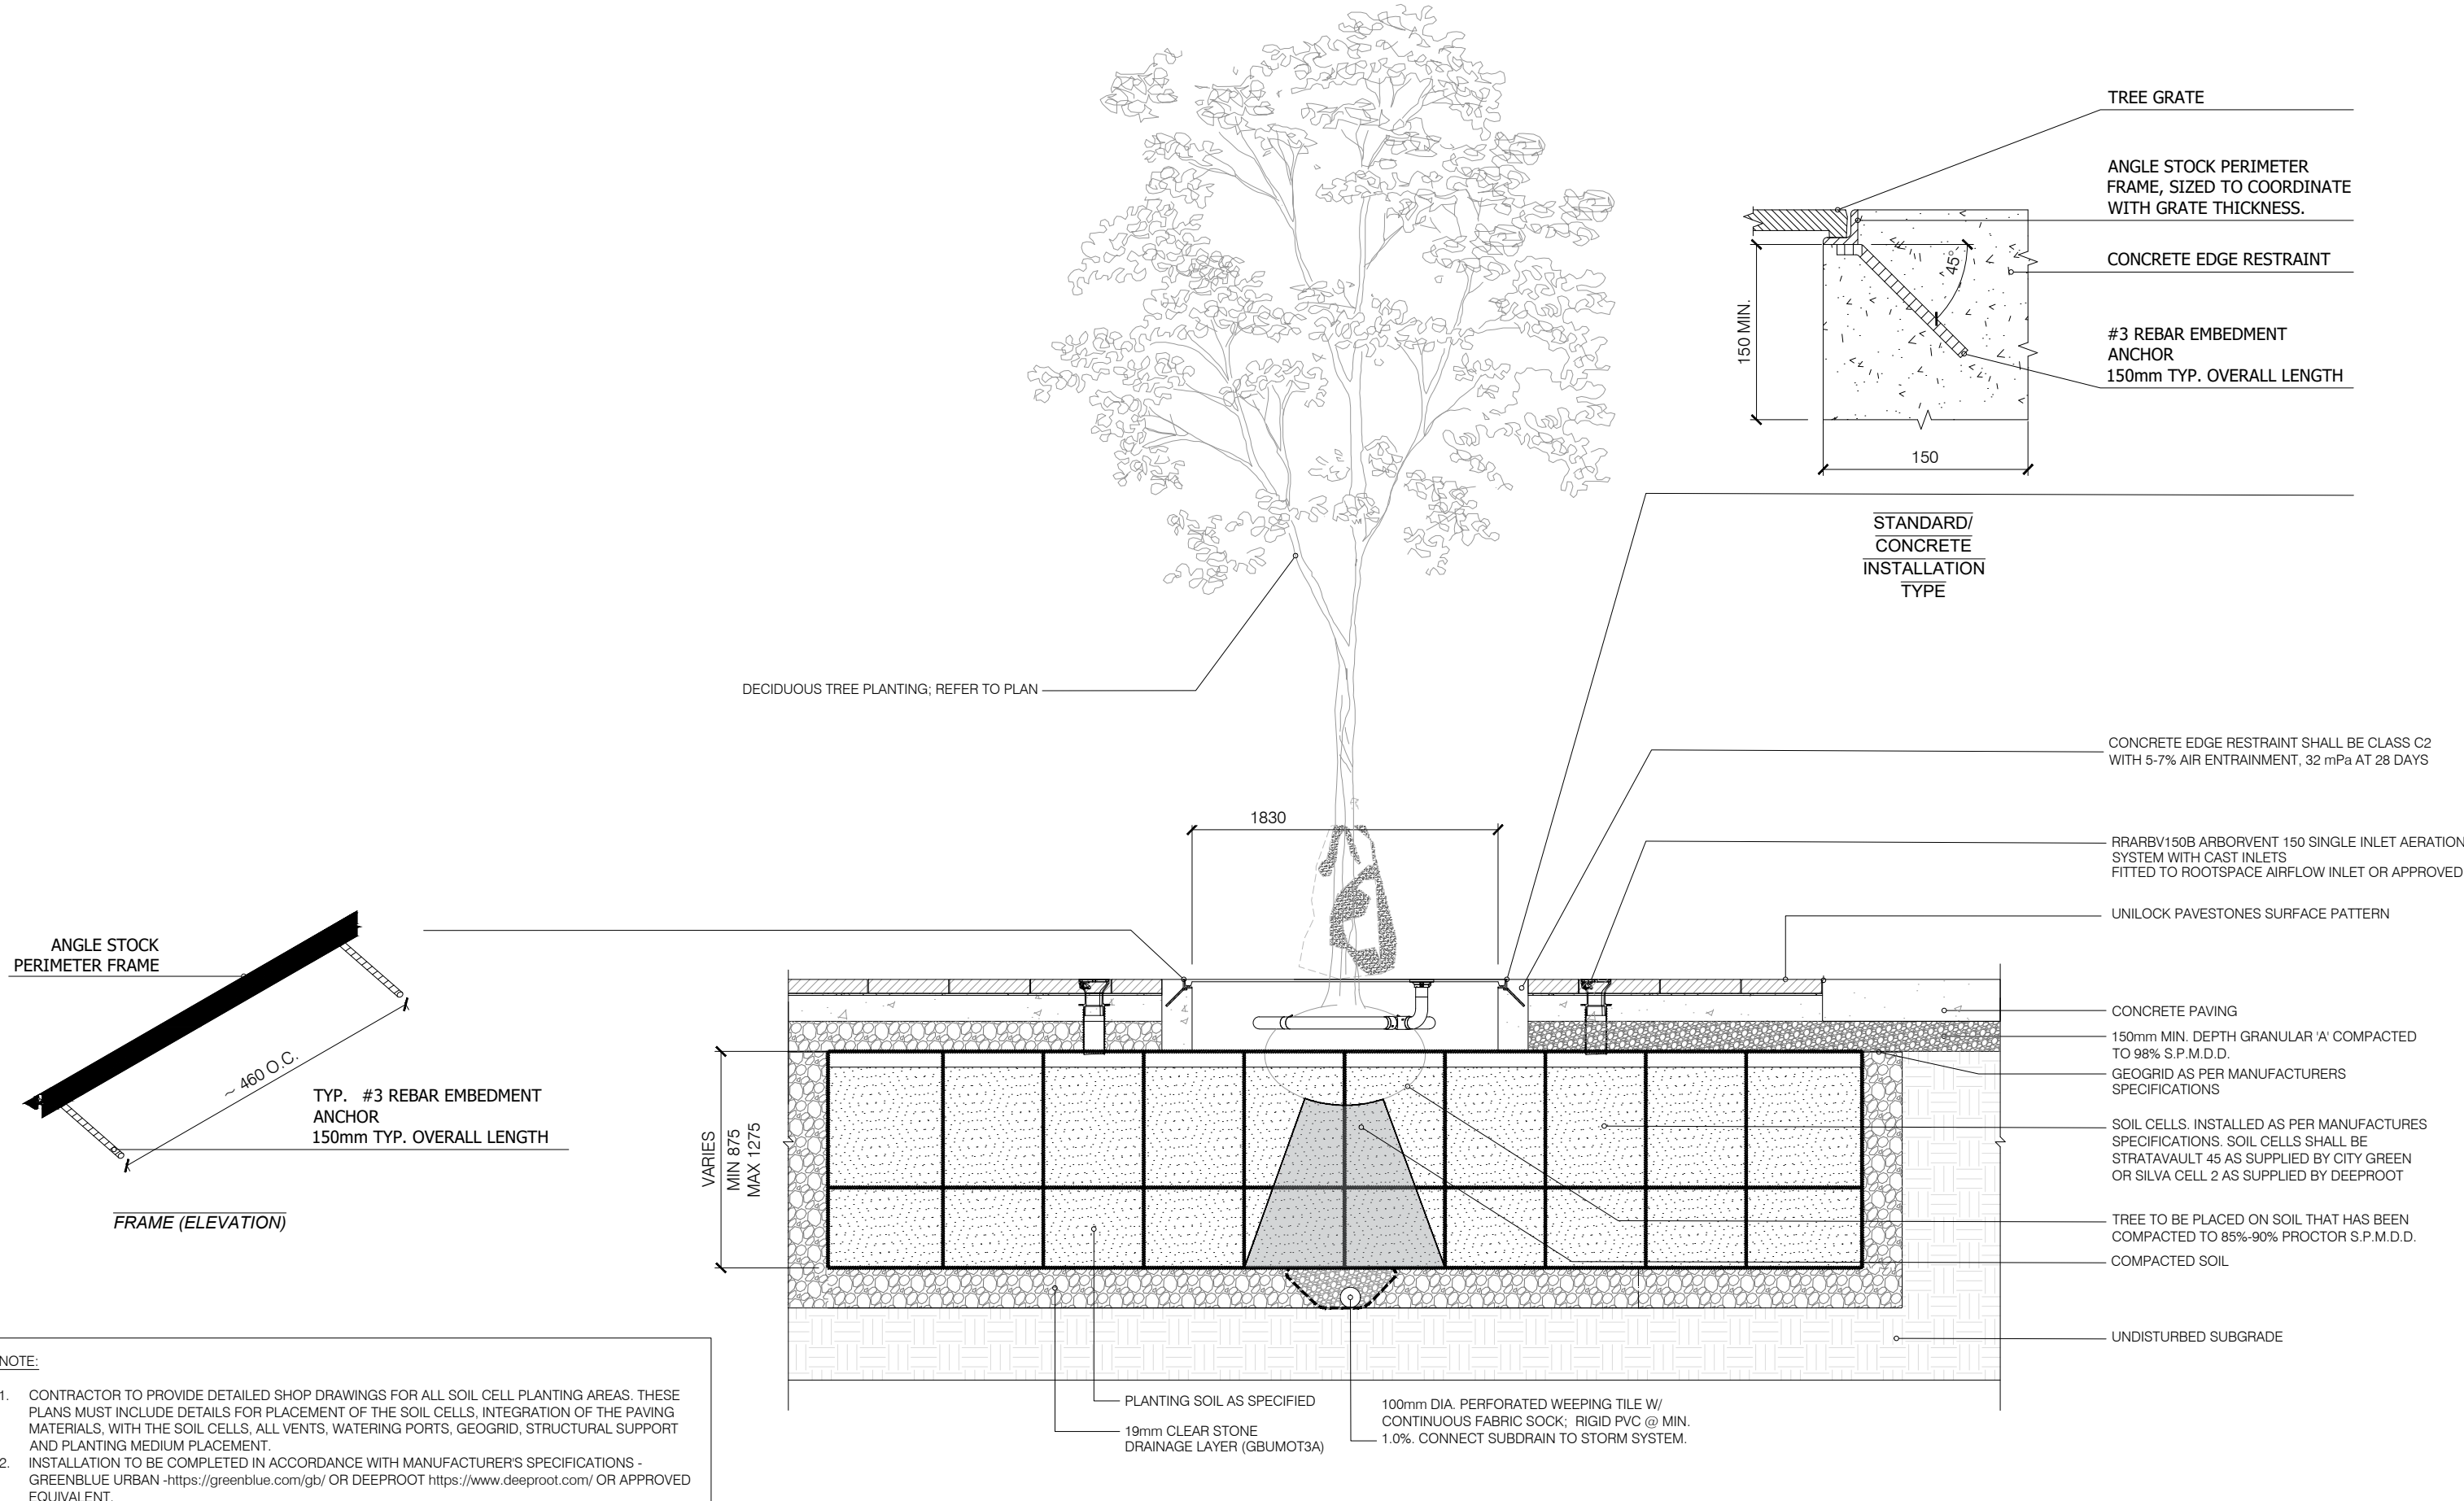 TREE GRATE
ANGLE STOCK PERIMETER
FRAME, SIZED TO COORDINATE
WITH GRATE THICKNESS.
CONCRETE EDGE RESTRAINT
#3 REBAR EMBEDMENT
ANCHOR
150mm TYP. OVERALL LENGTH
45°
150 MIN.
150
STANDARD/
CONCRETE
INSTALLATION
TYPE
DECIDUOUS TREE PLANTING; REFER TO PLAN
1830
CONCRETE EDGE RESTRAINT SHALL BE CLASS C2
WITH 5-7% AIR ENTRAINMENT, 32 mPa AT 28 DAYS
RRARBV150B ARBORVENT 150 SINGLE INLET AERATION
SYSTEM WITH CAST INLETS
FITTED TO ROOTSPACE AIRFLOW INLET OR APPROVED
UNILOCK PAVESTONES SURFACE PATTERN
CONCRETE PAVING
150mm MIN. DEPTH GRANULAR 'A' COMPACTED
TO 98% S.P.M.D.D.
GEOGRID AS PER MANUFACTURERS
SPECIFICATIONS
SOIL CELLS. INSTALLED AS PER MANUFACTURES
SPECIFICATIONS. SOIL CELLS SHALL BE
STRATAVAULT 45 AS SUPPLIED BY CITY GREEN
OR SILVA CELL 2 AS SUPPLIED BY DEEPROOT
TREE TO BE PLACED ON SOIL THAT HAS BEEN
COMPACTED TO 85%-90% PROCTOR S.P.M.D.D.
COMPACTED SOIL
UNDISTURBED SUBGRADE
ANGLE STOCK
PERIMETER FRAME
~ 460 O.C.
TYP. #3 REBAR EMBEDMENT
ANCHOR
150mm TYP. OVERALL LENGTH
FRAME (ELEVATION)
VARIES
MIN 875
MAX 1275
PLANTING SOIL AS SPECIFIED
19mm CLEAR STONE
DRAINAGE LAYER (GBUMOT3A)
100mm DIA. PERFORATED WEEPING TILE W/
CONTINUOUS FABRIC SOCK; RIGID PVC @ MIN.
1.0%. CONNECT SUBDRAIN TO STORM SYSTEM.
NOTE:
1. CONTRACTOR TO PROVIDE DETAILED SHOP DRAWINGS FOR ALL SOIL CELL PLANTING AREAS. THESE
PLANS MUST INCLUDE DETAILS FOR PLACEMENT OF THE SOIL CELLS, INTEGRATION OF THE PAVING
MATERIALS, WITH THE SOIL CELLS, ALL VENTS, WATERING PORTS, GEOGRID, STRUCTURAL SUPPORT
AND PLANTING MEDIUM PLACEMENT.
2. INSTALLATION TO BE COMPLETED IN ACCORDANCE WITH MANUFACTURER'S SPECIFICATIONS -
GREENBLUE URBAN -https://greenblue.com/gb/ OR DEEPROOT https://www.deeproot.com/ OR APPROVED
EQUIVALENT.